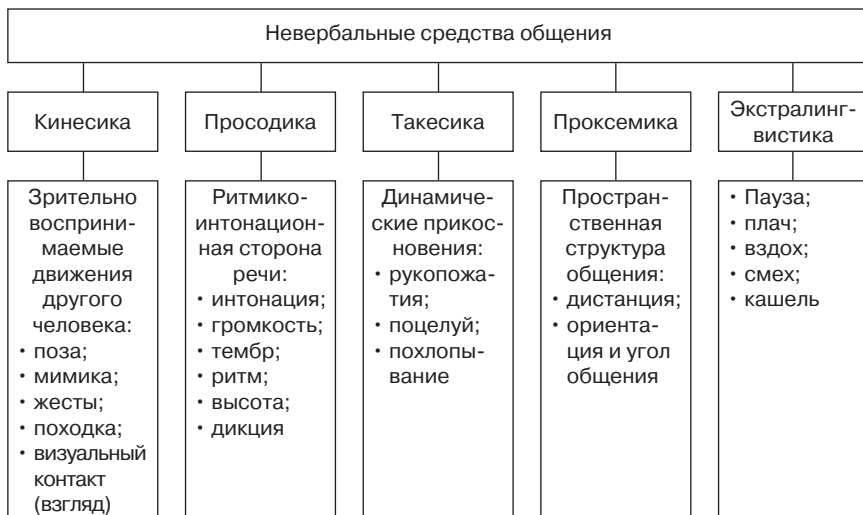 Невербальные средства общения
Кинесика
Просодика
Такесика
Проксемика
Экстралинг-
вистика
Зрительно
восприни-
маемые
движения
другого
человека:
• поза;
• мимика;
• жесты;
• походка;
• визуальный
контакт
(взгляд)
Ритмико-
интонацион-
ная сторона
речи:
• интонация;
• громкость;
• тембр;
• ритм;
• высота;
• дикция
Динамиче-
ские прикос-
новения:
• рукопожа-
тия;
• поцелуй;
• похлопы-
вание
Простран-
ственная
структура
общения:
• дистанция;
• ориента-
ция и угол
общения
• Пауза;
• плач;
• вздох;
• смех;
• кашель